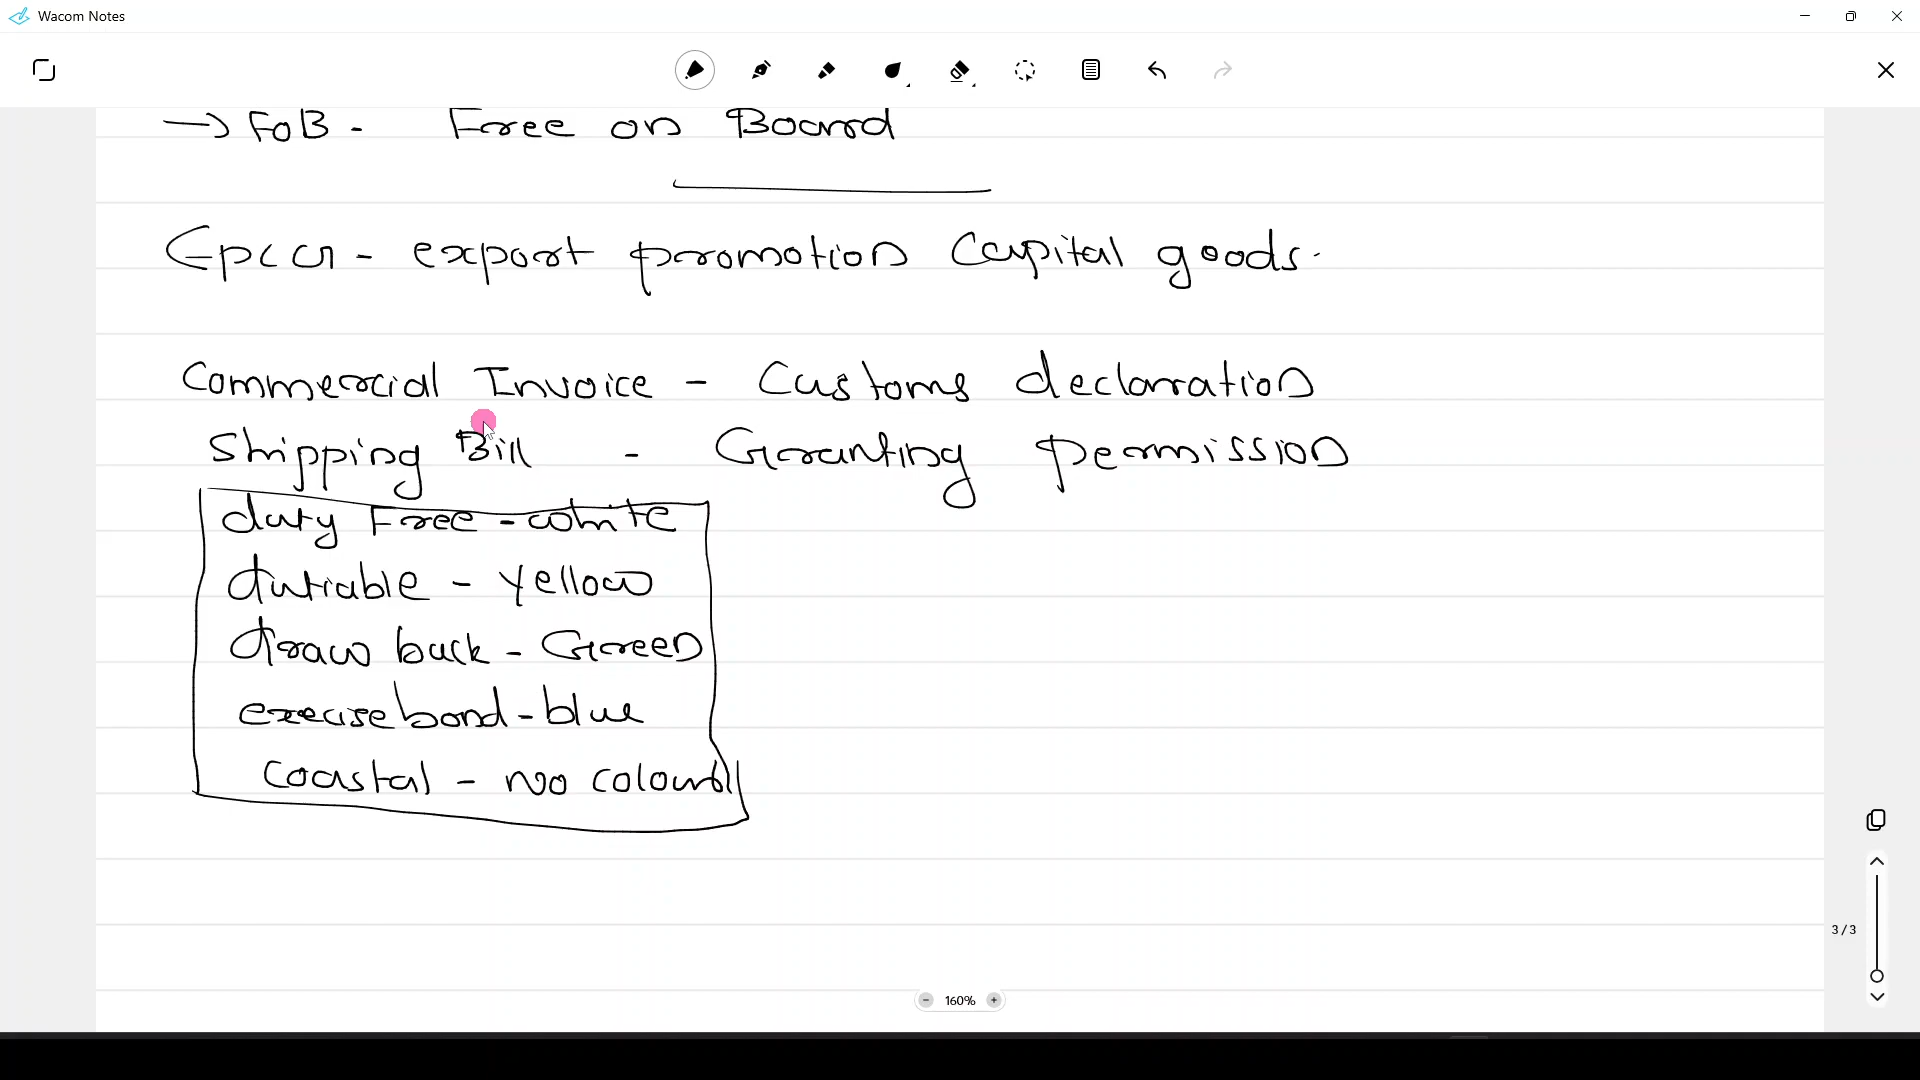 Wacom Notes
→ FOB - Free on Board
EPCG - export promotion Capital goods.
Commercial Invoice - Customs declaration
Shipping Bill - Granting permission
duty Free - white
dutiable - yellow
draw back - Green
execise bond - blue
Coastal - no colour
3 / 3
160%